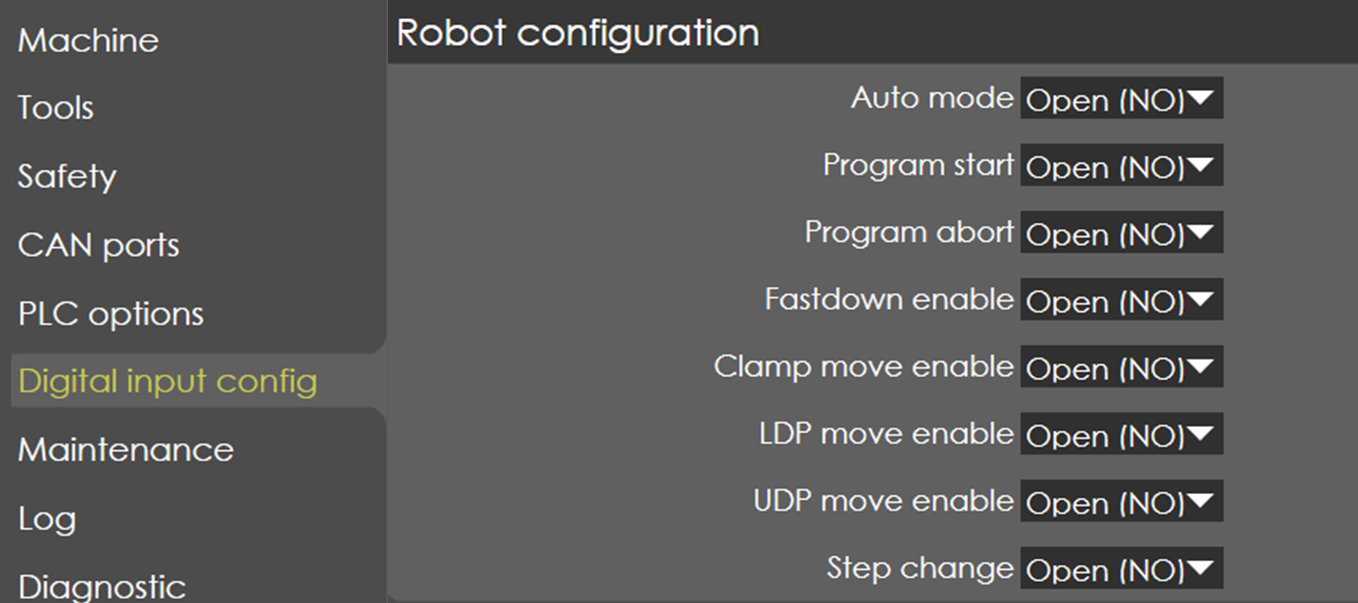 Machine
Tools
Safety
CAN ports
PLC options
Digital input config
Maintenance
Log
Diagnostic
Robot configuration
Auto mode Open (NO)
Program start Open (NO)
Program abort Open (NO)
Fastdown enable Open (NO)
Clamp move enable Open (NO)
LDP move enable Open (NO)
UDP move enable Open (NO)
Step change Open (NO)